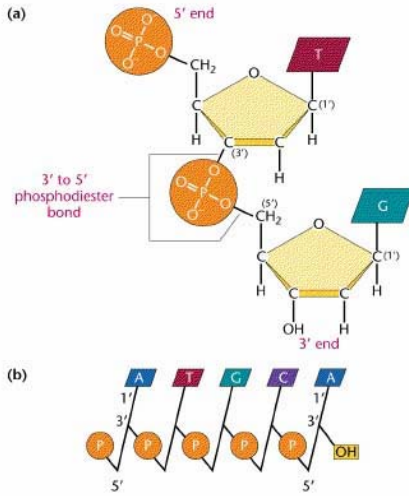 (a)
5′ end
O⁻
O=P—O
O⁻
CH₂
T
O
C
C(1′)
H
C
C
H
(3′)
H
3′ to 5′
phosphodiester
bond
O
O=P—O
O⁻
(5′)
CH₂
G
O
C
C(1′)
H
C
C
H
OH
H
3′ end
(b)
A T G C A
1′ 1′
3′ 3′
P P P P P OH
5′ 5′